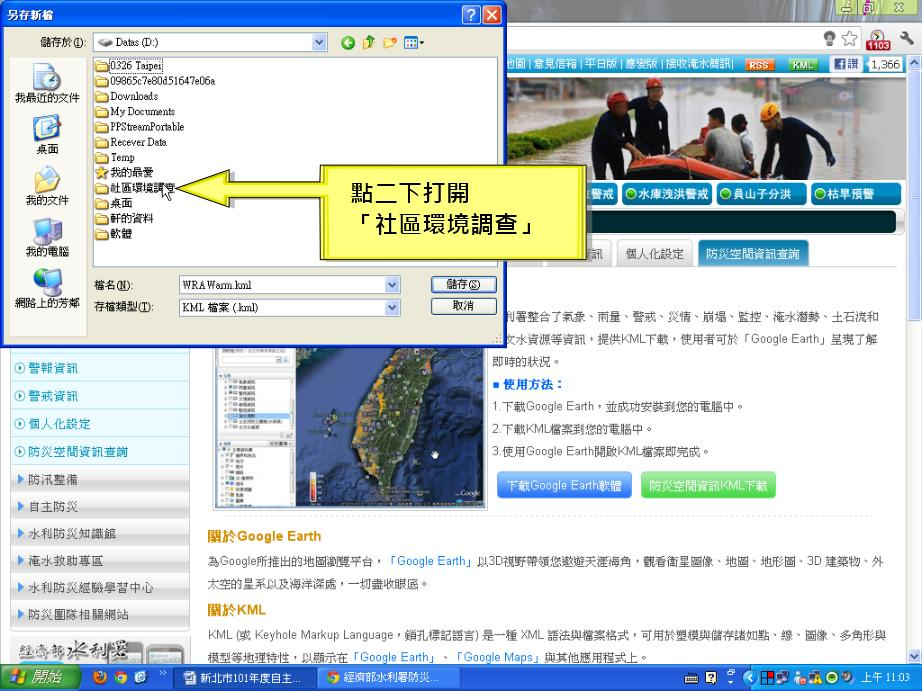 另存新檔
儲存於(I):
Datas (D:)
我最近的文件
桌面
我的文件
我的電腦
網路上的芳鄰
0326 Taipei
09865c7e80d51647e06a
Downloads
My Documents
PPStreamPortable
Recever Data
Temp
我的最愛
社區環境調查
桌面
軒的資料
軟體
檔名(N):
WRAWarn.kml
儲存(S)
存檔類型(T):
KML 檔案 (.kml)
取消
點二下打開
「社區環境調查」
1103
地圖 | 意見信箱 | 平日版 | 應變版 | 接收淹水簡訊
RSS
KML
讚
1,366
警戒
水庫洩洪警戒
員山子分洪
枯旱預警
訊
個人化設定
防災空間資訊查詢
利署整合了氣象、雨量、警戒、災情、崩塌、監控、淹水潛勢、土石流和
文水資源等資訊，提供KML下載，使用者可於「Google Earth」呈現了解
即時的狀況。
使用方法：
1.下載Google Earth，並成功安裝到您的電腦中。
2.下載KML檔案到您的電腦中。
3.使用Google Earth開啟KML檔案即完成。
下載Google Earth軟體
防災空間資訊KML下載
警報資訊
警戒資訊
個人化設定
防災空間資訊查詢
防汛整備
自主防災
水利防災知識館
淹水救助專區
水利防災經驗學習中心
防災團隊相關網站
經濟部水利署
Google
關於Google Earth
為Google所推出的地圖瀏覽平台，「Google Earth」以3D視野帶領您遨遊天涯海角，觀看衛星圖像、地圖、地形圖、3D 建築物、外
太空的星系以及海洋深處，一切盡收眼底。
關於KML
KML (或 Keyhole Markup Language，鎖孔標記語言) 是一種 XML 語法與檔案格式，可用於塑模與儲存諸如點、線、圖像、多角形與
模型等地理特性，以顯示在「Google Earth」、「Google Maps」與其他應用程式上。
開始
新北市101年度自主...
經濟部水利署防災...
上午 11:03